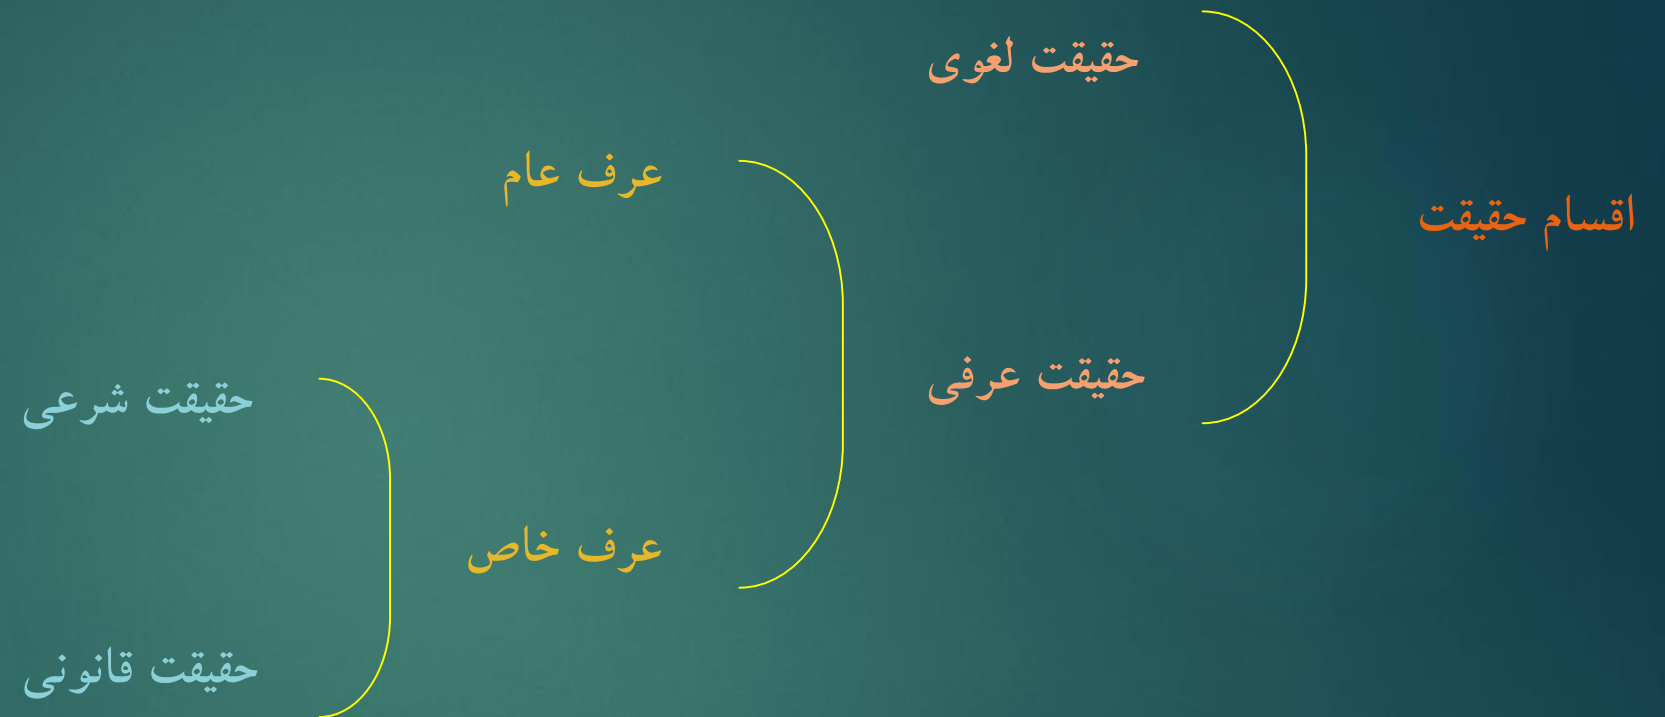 اقسام حقیقت
حقیقت لغوی
حقیقت عرفی
عرف عام
عرف خاص
حقیقت شرعی
حقیقت قانونی